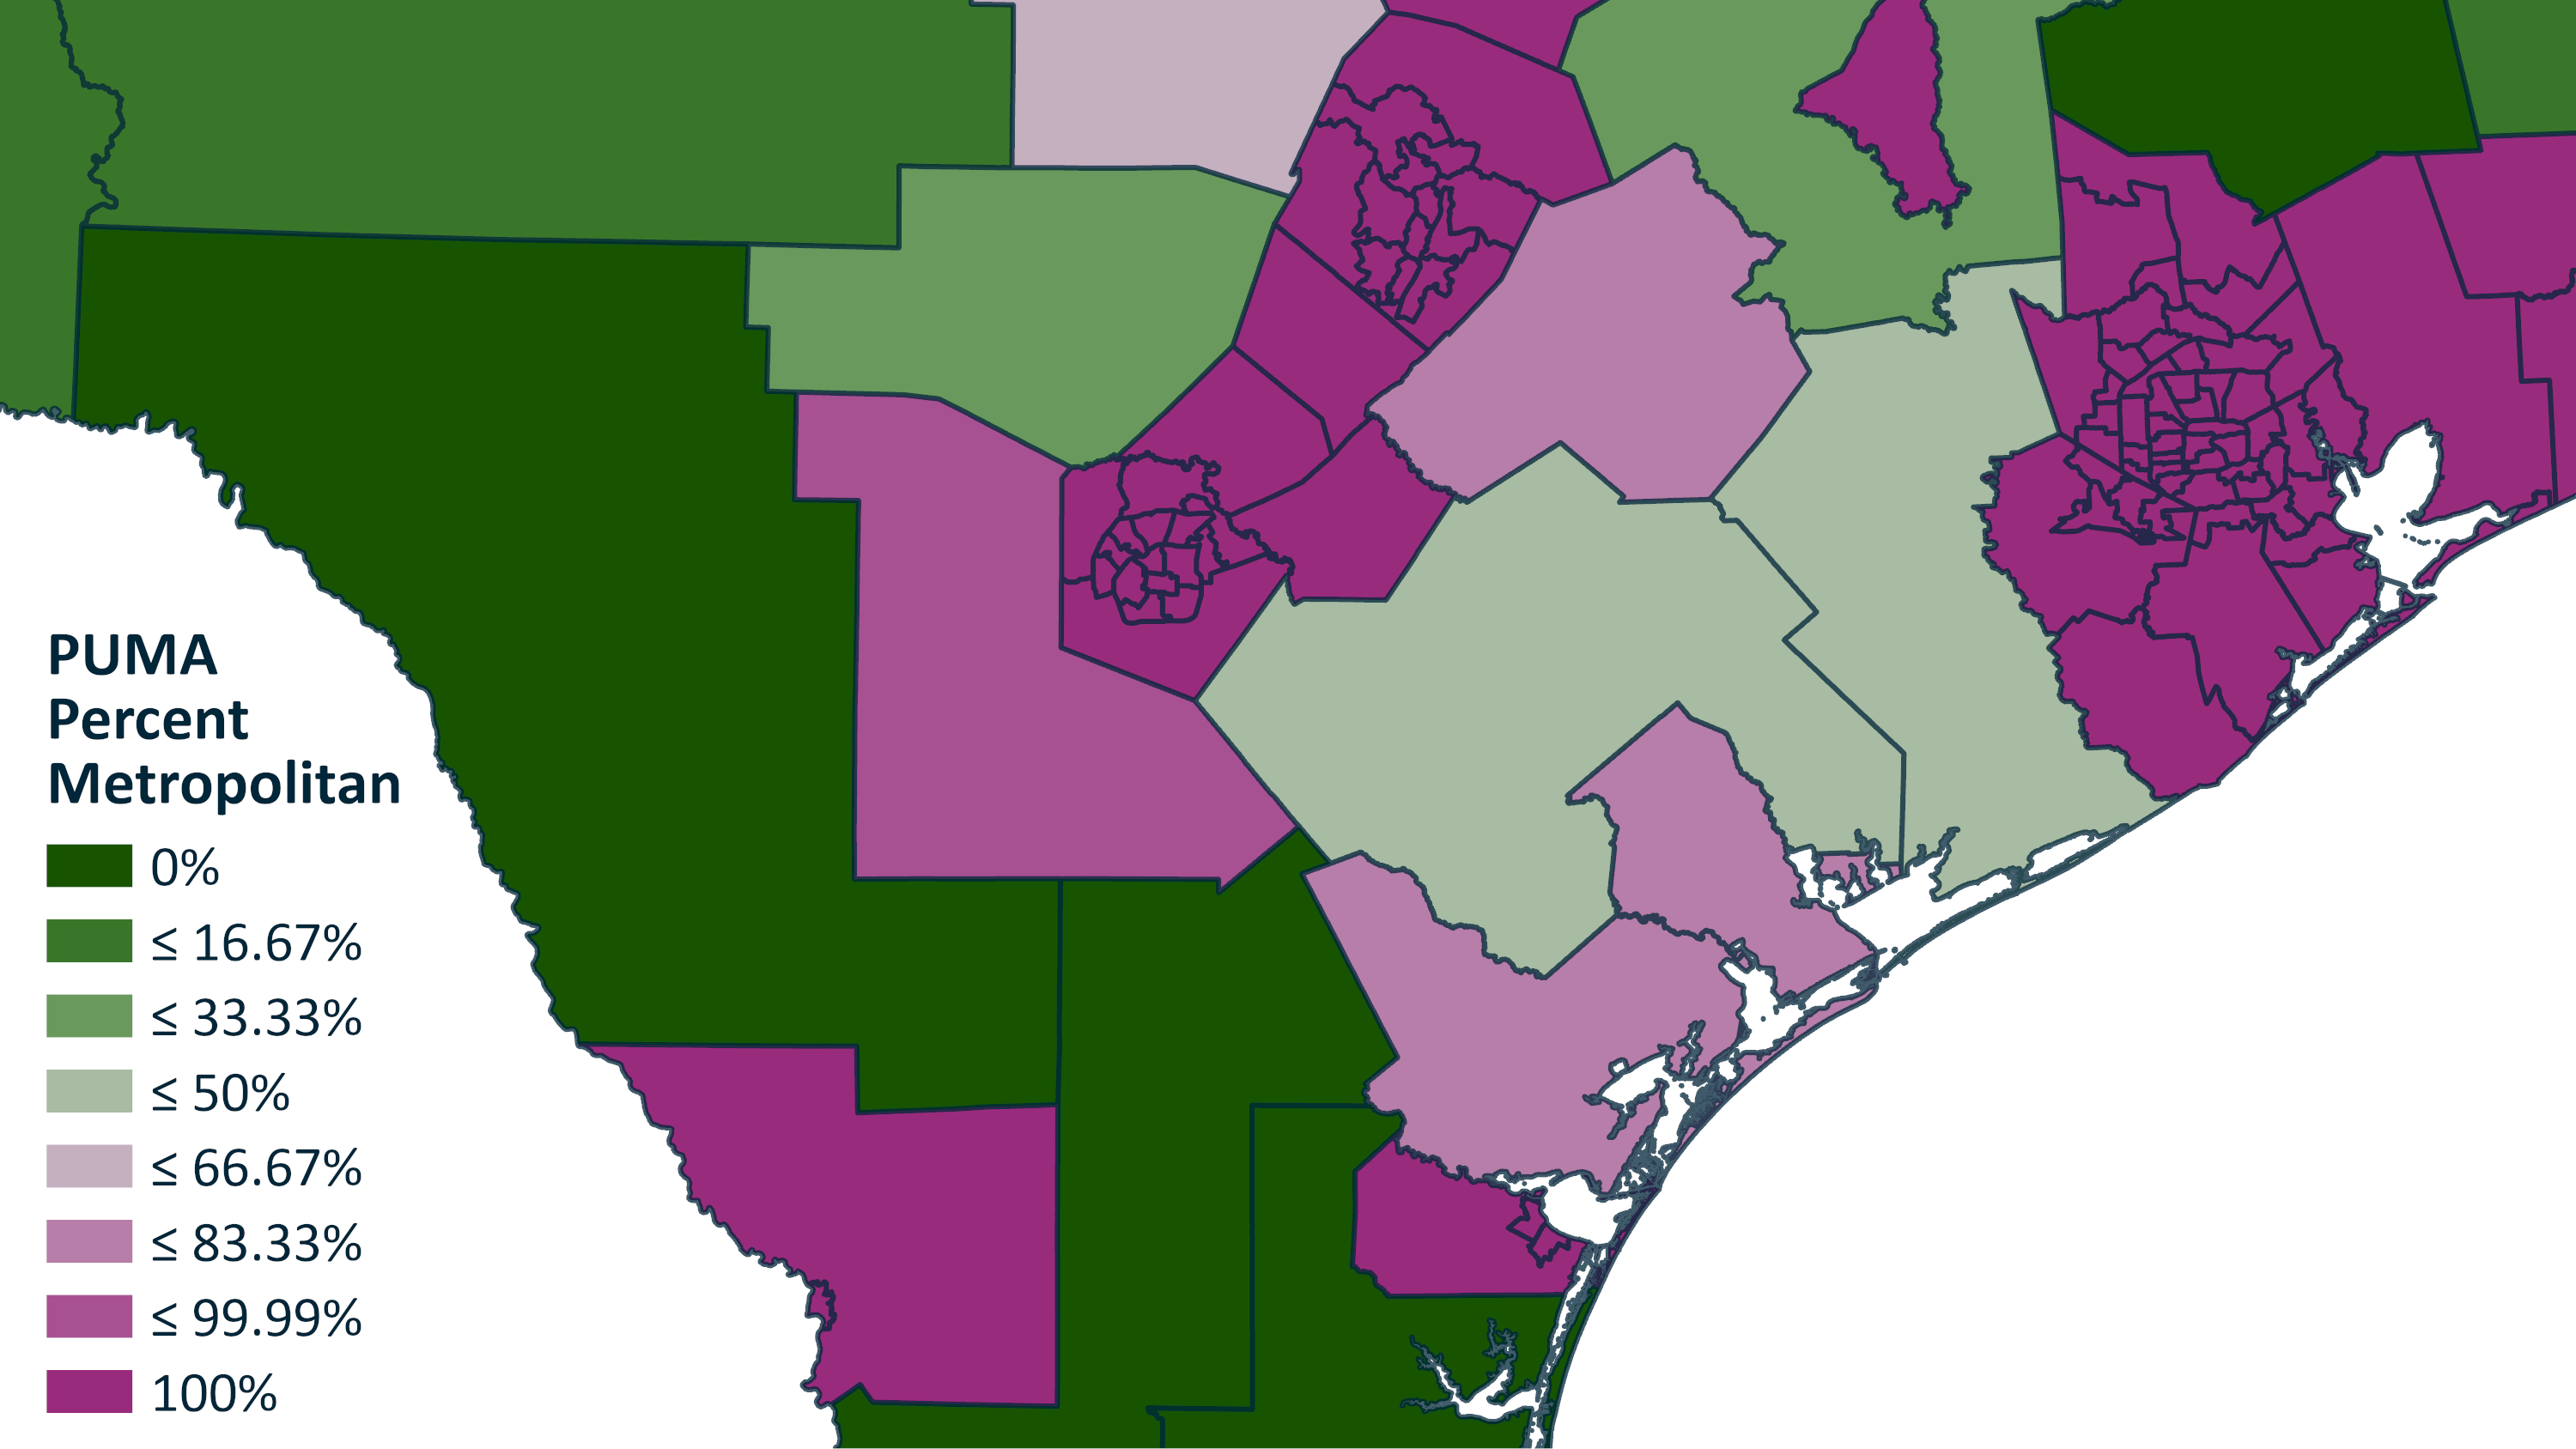 PUMA
Percent
Metropolitan
0%
≤ 16.67%
≤ 33.33%
≤ 50%
≤ 66.67%
≤ 83.33%
≤ 99.99%
100%